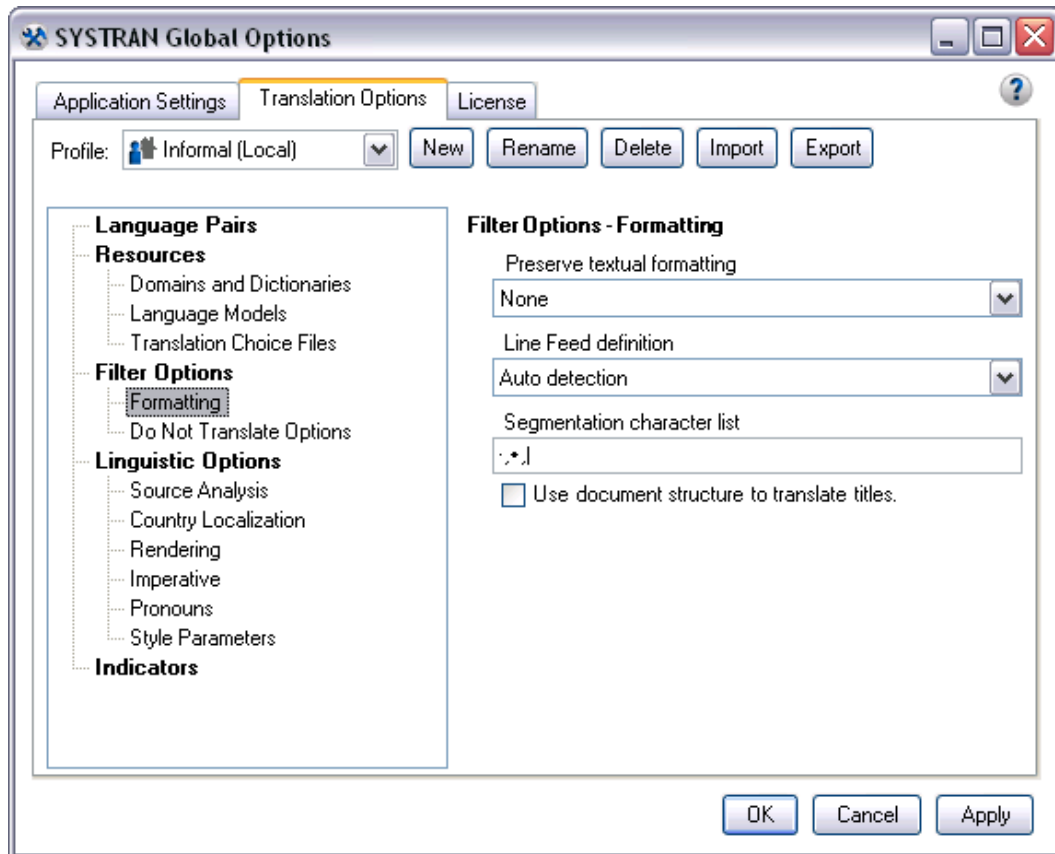 SYSTRAN Global Options
Application Settings Translation Options License ?
Profile: Informal (Local) New Rename Delete Import Export
Language Pairs
Resources
Domains and Dictionaries
Language Models
Translation Choice Files
Filter Options
Formatting
Do Not Translate Options
Linguistic Options
Source Analysis
Country Localization
Rendering
Imperative
Pronouns
Style Parameters
Indicators
Filter Options - Formatting
Preserve textual formatting
None
Line Feed definition
Auto detection
Segmentation character list
·,•,|
Use document structure to translate titles.
OK Cancel Apply